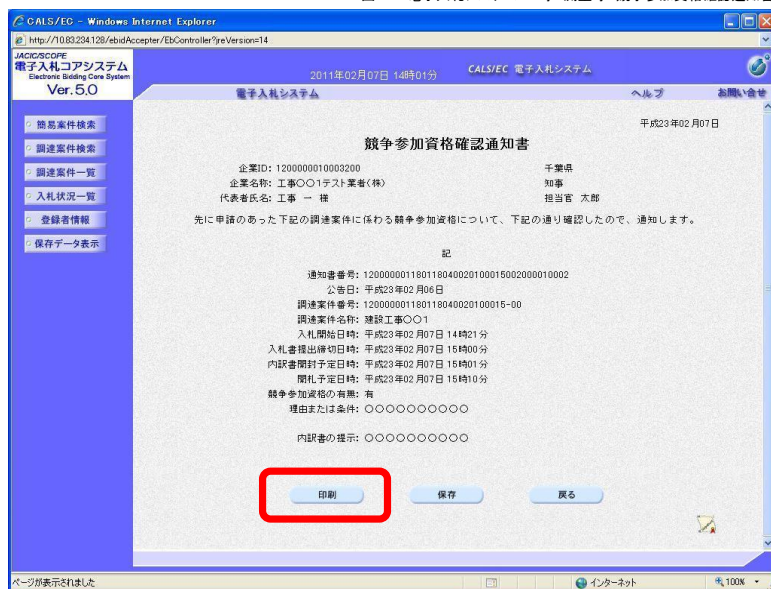 CALS/EC - Windows Internet Explorer
http://10.83.234.128/ebidAccepter/EbController?reVersion=14
JACIC/SCOPE
電子入札コアシステム
Electronic Bidding Core System
Ver.5.0
2011年02月07日 14時01分
CALS/EC 電子入札システム
電子入札システム
ヘルプ
お問い合せ
簡易案件検索
調達案件検索
調達案件一覧
入札状況一覧
登録者情報
保存データ表示
平成23年02月07日
競争参加資格確認通知書
企業ID: 1200000010003200
千葉県
企業名称: 工事〇〇1テスト業者(株)
知事
代表者氏名: 工事 一 様
担当官 太郎
先に申請のあった下記の調達案件に係わる競争参加資格について、下記の通り確認したので、通知します。
記
通知書番号: 120000001180118040020100015002000010002
公告日: 平成23年02月06日
調達案件番号: 120000001180118040020100015-00
調達案件名称: 建設工事〇〇1
入札開始日時: 平成23年02月07日 14時21分
入札書提出締切日時: 平成23年02月07日 15時00分
内訳書開封予定日時: 平成23年02月07日 15時01分
開札予定日時: 平成23年02月07日 15時10分
競争参加資格の有無: 有
理由または条件: 〇〇〇〇〇〇〇〇〇〇
内訳書の提示: 〇〇〇〇〇〇〇〇〇〇
印刷
保存
戻る
ページが表示されました
インターネット
100%